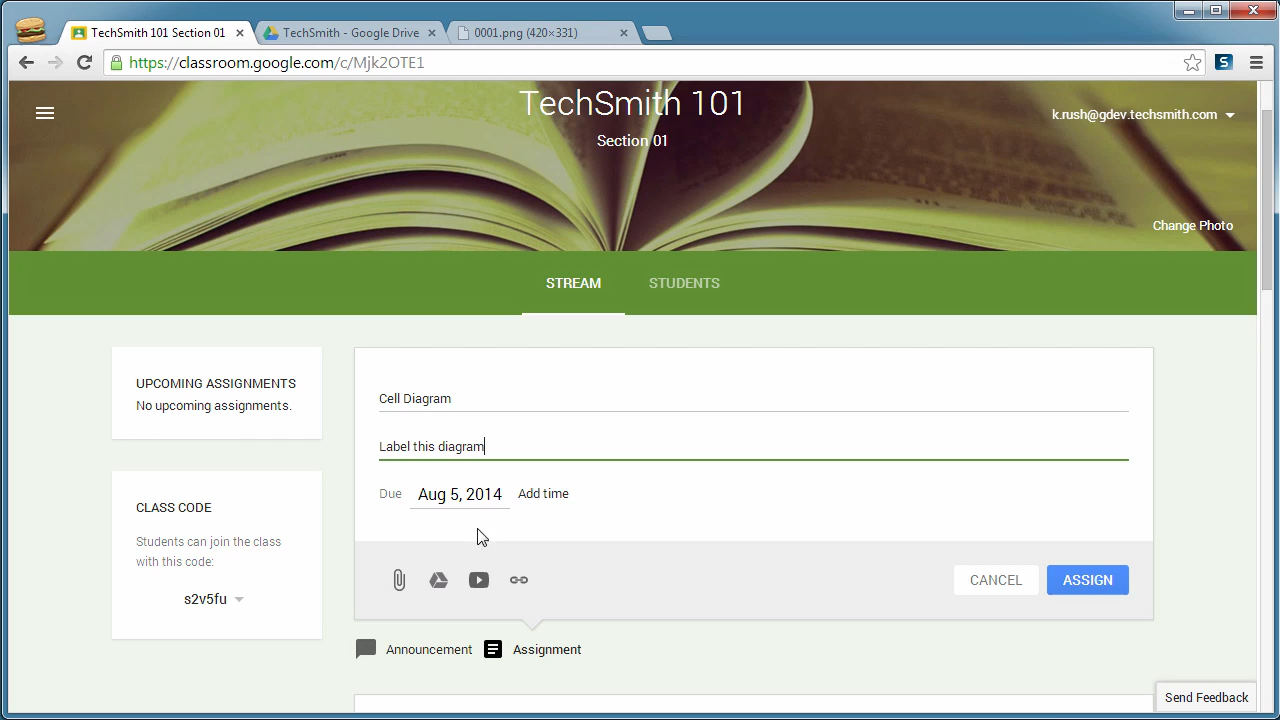 TechSmith 101 Section 01
TechSmith - Google Drive
0001.png (420×331)
https://classroom.google.com/c/Mjk2OTE1
TechSmith 101
Section 01
k.rush@gdev.techsmith.com
Change Photo
STREAM
STUDENTS
UPCOMING ASSIGNMENTS
No upcoming assignments.
CLASS CODE
Students can join the class
with this code:
s2v5fu
Cell Diagram
Label this diagram
Due Aug 5, 2014 Add time
CANCEL
ASSIGN
Announcement
Assignment
Send Feedback